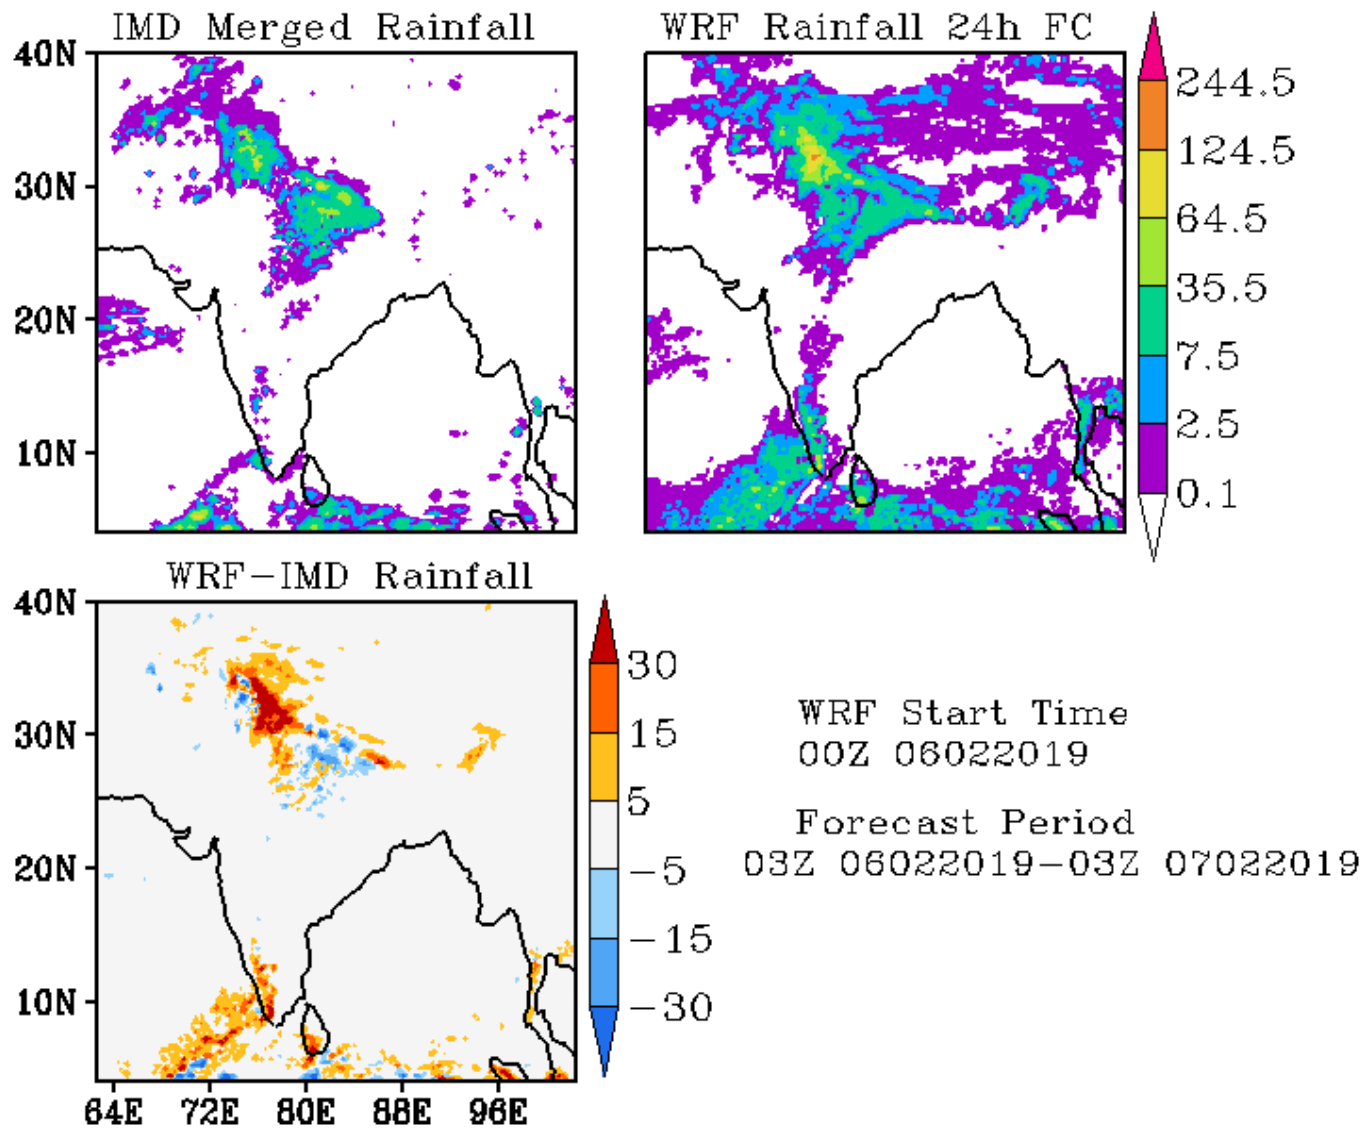 IMD Merged Rainfall
40N
30N
20N
10N
WRF Rainfall 24h FC
244.5
124.5
64.5
35.5
7.5
2.5
0.1
WRF-IMD Rainfall
40N
30N
20N
10N
64E 72E 80E 88E 96E
30
15
5
-5
-15
-30
WRF Start Time
00Z 06022019
Forecast Period
03Z 06022019-03Z 07022019